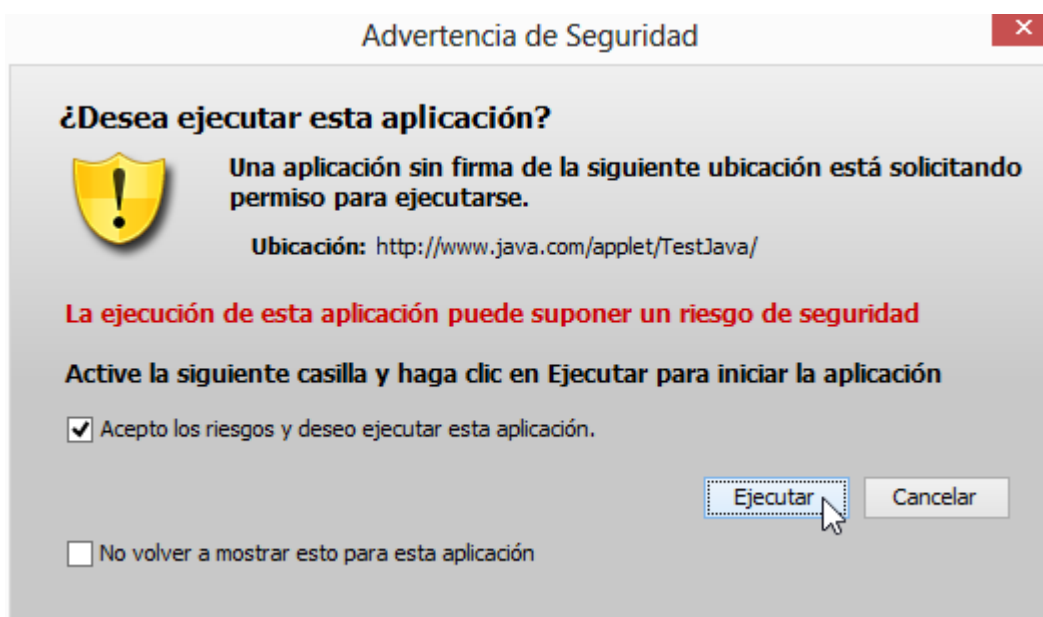 Advertencia de Seguridad
¿Desea ejecutar esta aplicación?
Una aplicación sin firma de la siguiente ubicación está solicitando
permiso para ejecutarse.
Ubicación: http://www.java.com/applet/TestJava/
La ejecución de esta aplicación puede suponer un riesgo de seguridad
Active la siguiente casilla y haga clic en Ejecutar para iniciar la aplicación
Acepto los riesgos y deseo ejecutar esta aplicación.
Ejecutar Cancelar
No volver a mostrar esto para esta aplicación